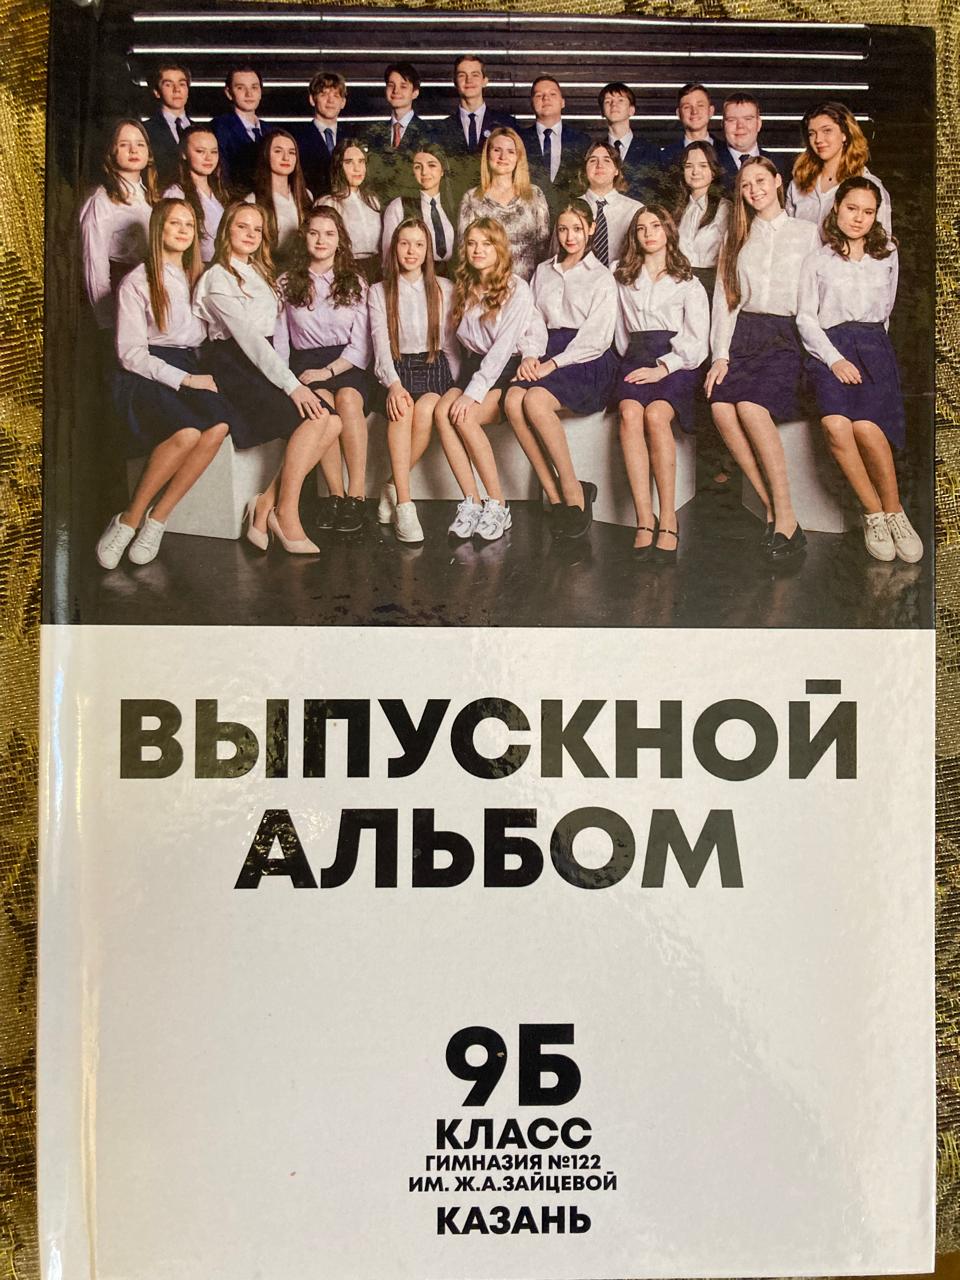 ВЫПУСКНОЙ
АЛЬБОМ
9Б
КЛАСС
ГИМНАЗИЯ №122
ИМ. Ж.А.ЗАЙЦЕВОЙ
КАЗАНЬ